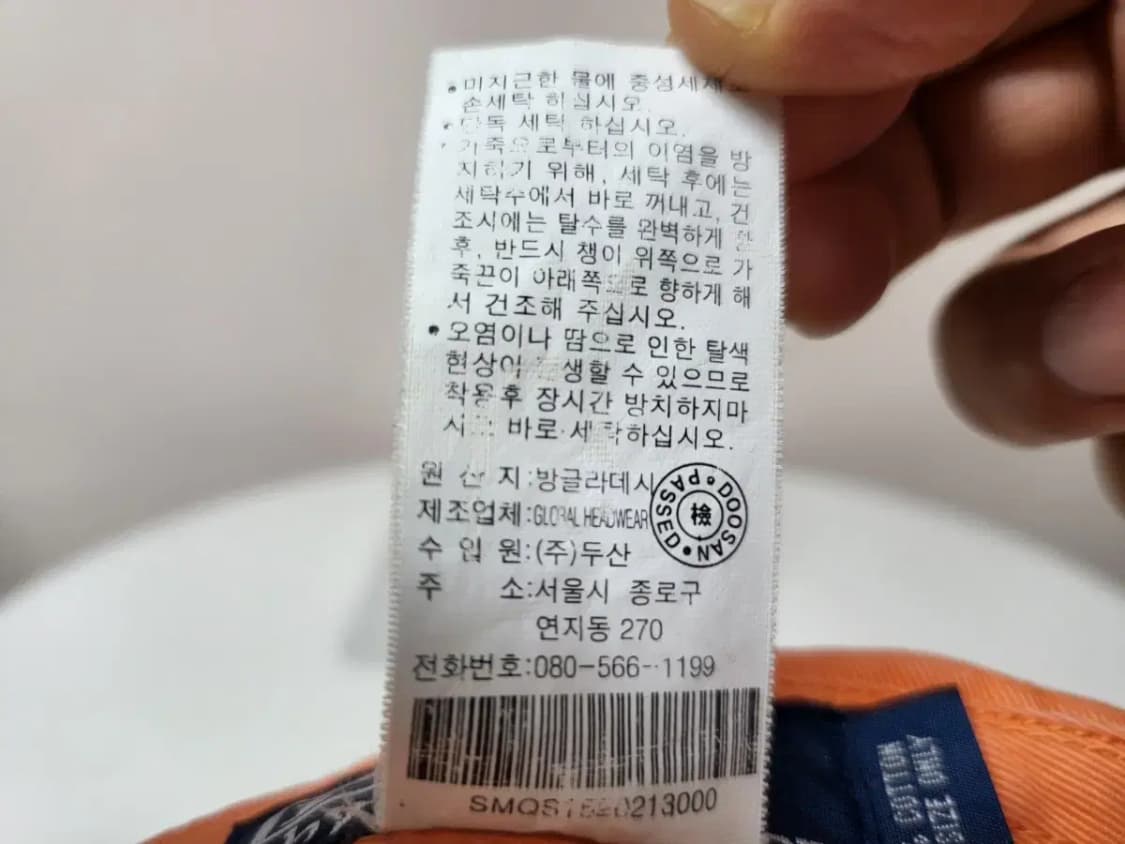 미지근한 물에 중성세제로
손세탁 하십시오.
단독 세탁 하십시오.
가죽으로부터의 이염을 방
지하기 위해, 세탁 후에는
세탁수에서 바로 꺼내고, 건
조시에는 탈수를 완벽하게 한
후, 반드시 챙이 위쪽으로 가
죽끈이 아래쪽으로 향하게 해
서 건조해 주십시오.
오염이나 땀으로 인한 탈색
현상이 발생할 수 있으므로
착용후 장시간 방치하지마
시고 바로 세탁하십시오.
원 산 지:방글라데시
제조업체:GLOBAL HEADWEAR
수 입 원:(주)두산
주 소:서울시 종로구
연지동 270
전화번호:080-566-1199
PASSED DOOSAN
檢
COTTON
SIZE ONLY